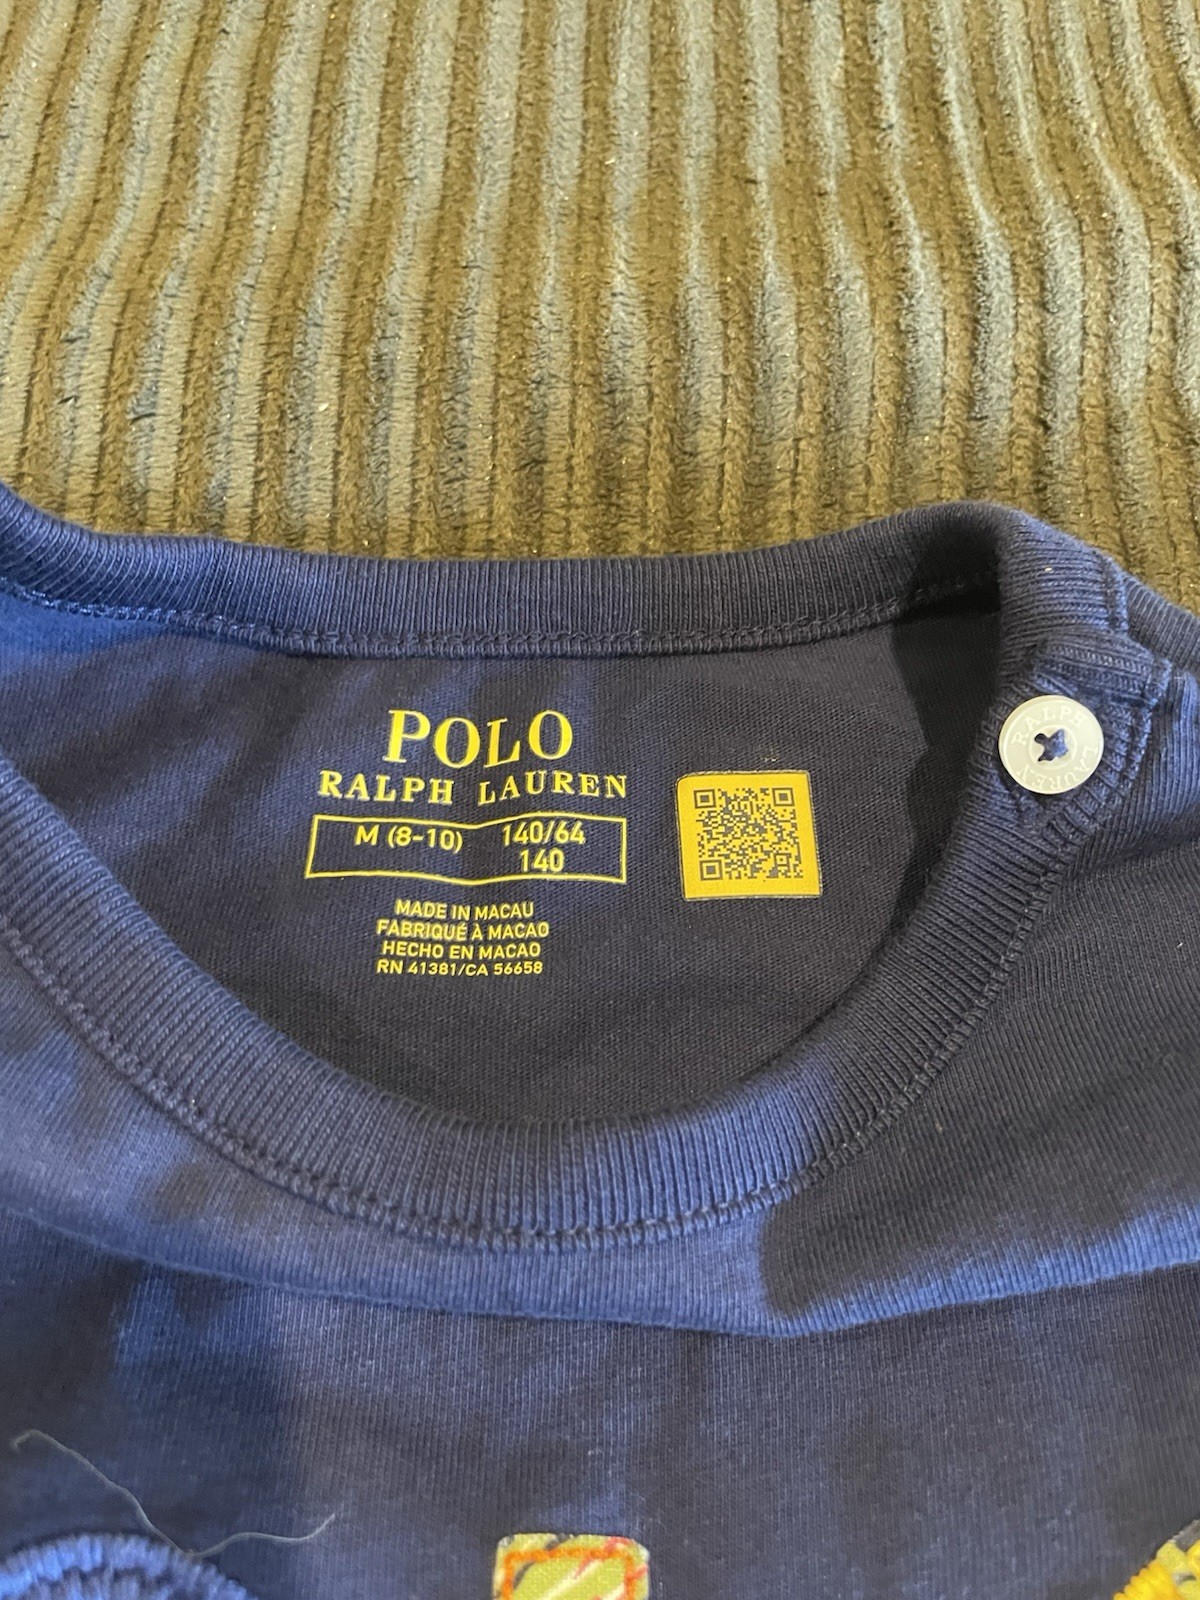 POLO
RALPH LAUREN
M (8-10) 140/64
140
MADE IN MACAU
FABRIQUÉ À MACAO
HECHO EN MACAO
RN 41381/CA 56658
RALPH LAUREN